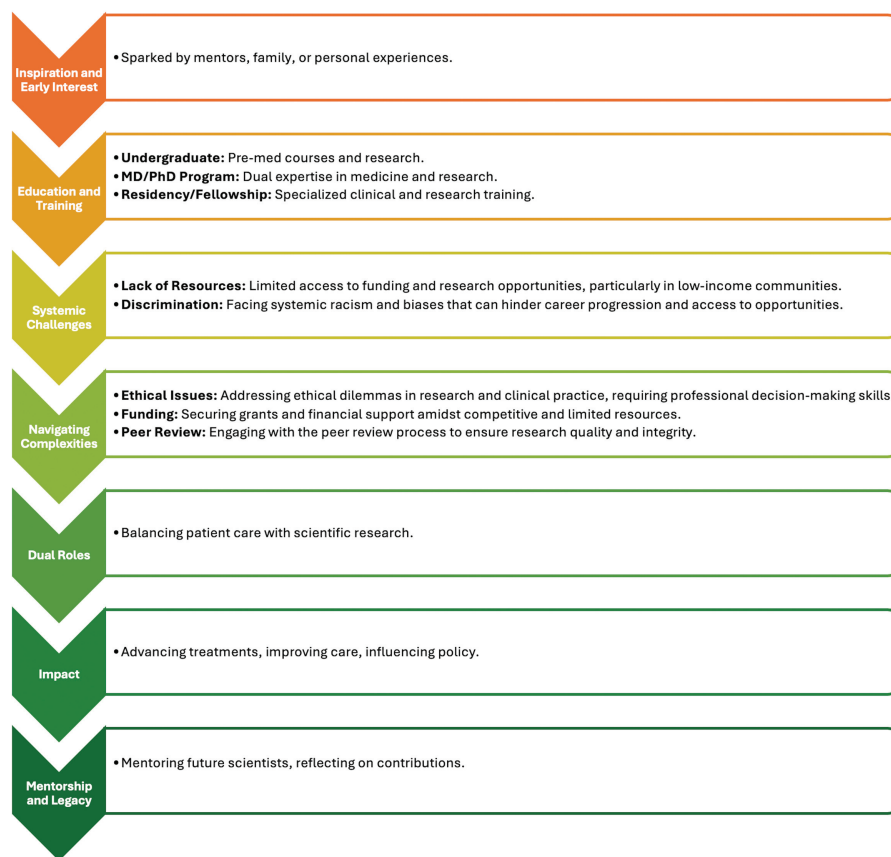 Inspiration and
Early Interest
• Sparked by mentors, family, or personal experiences.
Education and
Training
• Undergraduate: Pre-med courses and research.
• MD/PhD Program: Dual expertise in medicine and research.
• Residency/Fellowship: Specialized clinical and research training.
Systemic
Challenges
• Lack of Resources: Limited access to funding and research opportunities, particularly in low-income communities.
• Discrimination: Facing systemic racism and biases that can hinder career progression and access to opportunities.
Navigating
Complexities
• Ethical Issues: Addressing ethical dilemmas in research and clinical practice, requiring professional decision-making skills
• Funding: Securing grants and financial support amidst competitive and limited resources.
• Peer Review: Engaging with the peer review process to ensure research quality and integrity.
Dual Roles
• Balancing patient care with scientific research.
Impact
• Advancing treatments, improving care, influencing policy.
Mentorship
and Legacy
• Mentoring future scientists, reflecting on contributions.